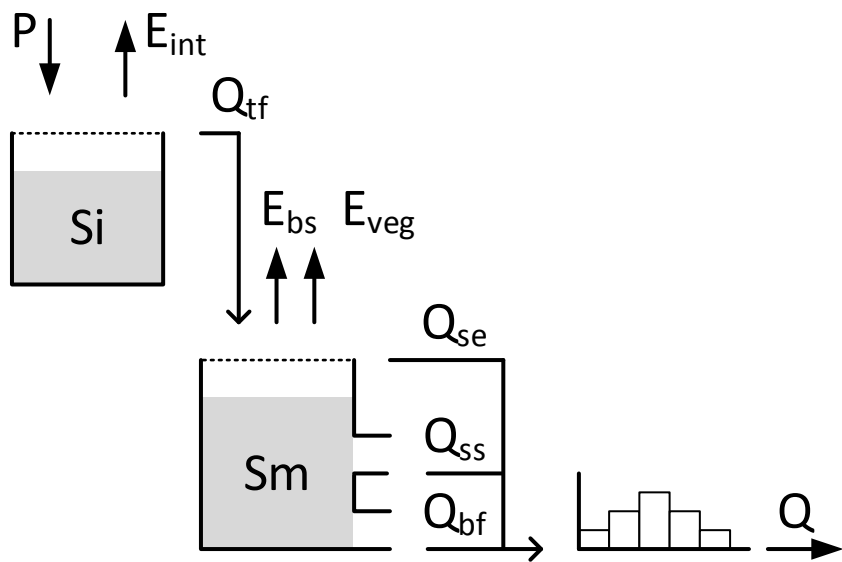 P
E_int
Q_tf
Si
E_bs
E_veg
Q_se
Q_ss
Sm
Q_bf
Q